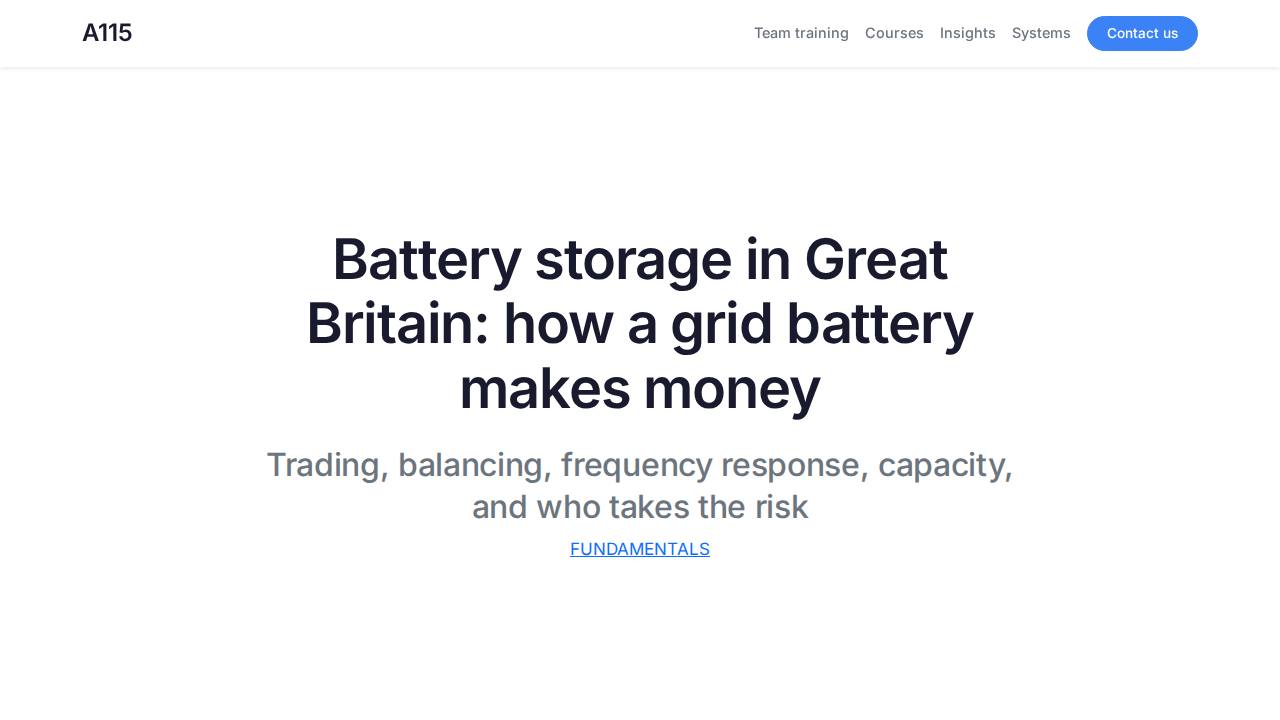 A115
Team training
Courses
Insights
Systems
Contact us
Battery storage in Great
Britain: how a grid battery
makes money
Trading, balancing, frequency response, capacity,
and who takes the risk
FUNDAMENTALS